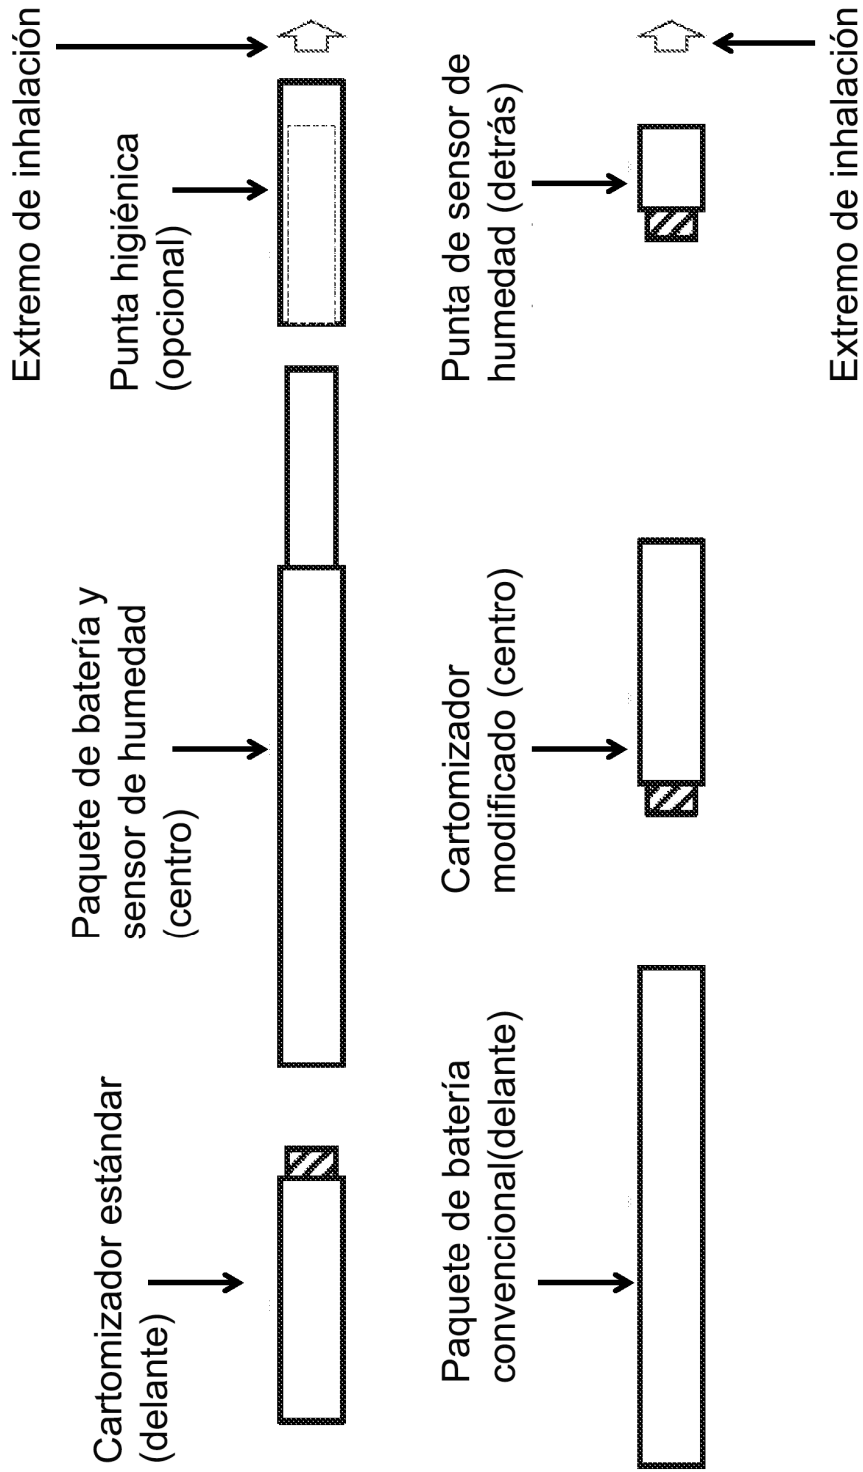 Extremo de inhalación
Punta higiénica
(opcional)
Paquete de batería y
sensor de humedad
(centro)
Cartomizador estándar
(delante)
Punta de sensor de
humedad (detrás)
Cartomizador
modificado (centro)
Paquete de batería
convencional(delante)
Extremo de inhalación